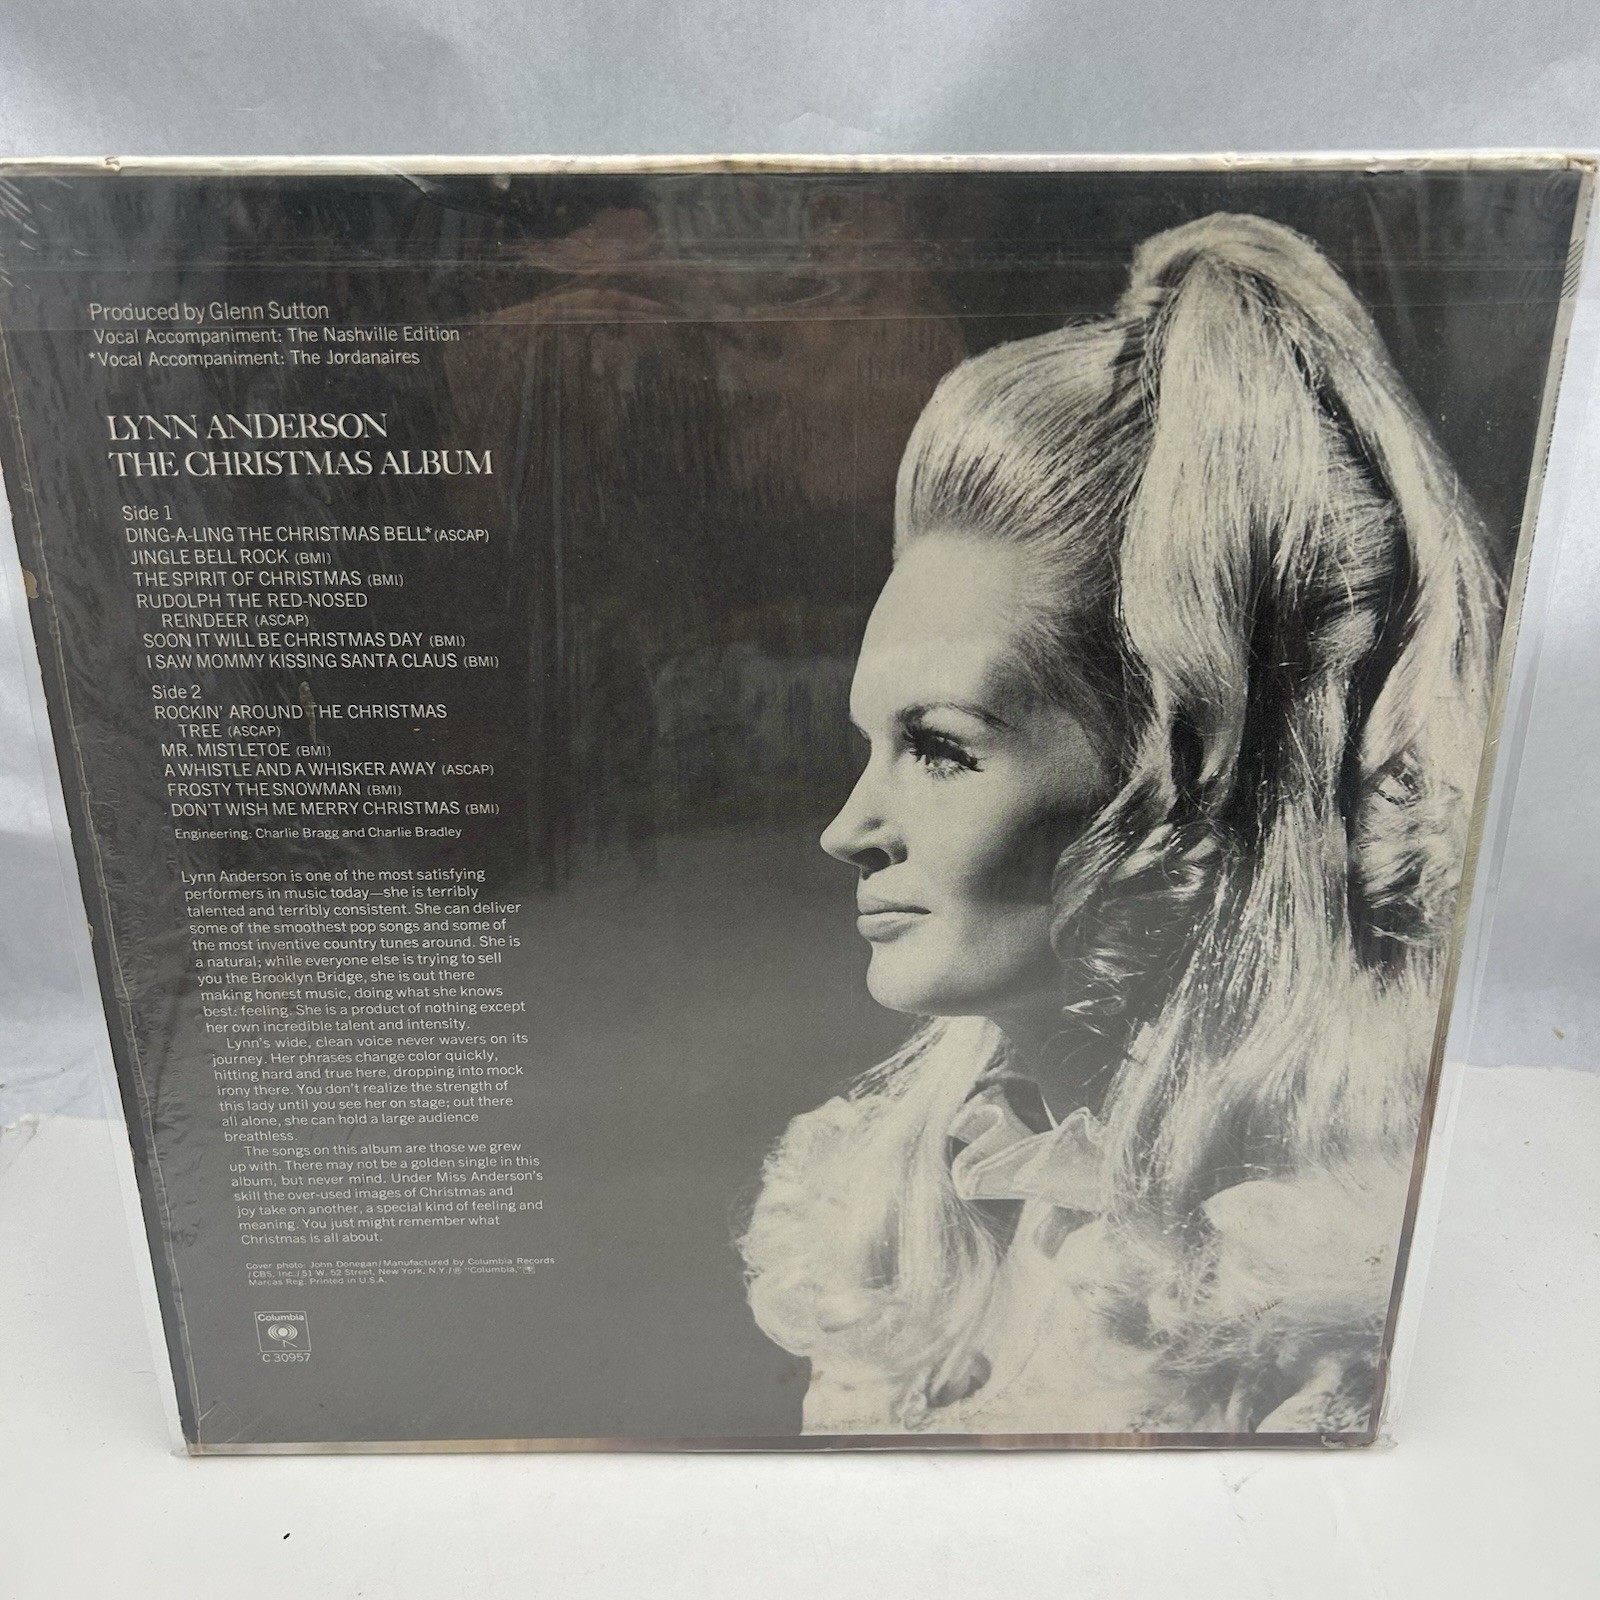 Produced by Glenn Sutton
Vocal Accompaniment: The Nashville Edition
*Vocal Accompaniment: The Jordanaires
LYNN ANDERSON
THE CHRISTMAS ALBUM
Side 1
DING-A-LING THE CHRISTMAS BELL* (ASCAP)
JINGLE BELL ROCK (BMI)
THE SPIRIT OF CHRISTMAS (BMI)
RUDOLPH THE RED-NOSED
REINDEER (ASCAP)
SOON IT WILL BE CHRISTMAS DAY (BMI)
I SAW MOMMY KISSING SANTA CLAUS (BMI)
Side 2
ROCKIN' AROUND THE CHRISTMAS
TREE (ASCAP)
MR. MISTLETOE (BMI)
A WHISTLE AND A WHISKER AWAY (ASCAP)
FROSTY THE SNOWMAN (BMI)
DON'T WISH ME MERRY CHRISTMAS (BMI)
Engineering: Charlie Bragg and Charlie Bradley
Lynn Anderson is one of the most satisfying
performers in music today—she is terribly
talented and terribly consistent. She can deliver
some of the smoothest pop songs and some of
the most inventive country tunes around. She is
a natural; while everyone else is trying to sell
you the Brooklyn Bridge, she is out there
making honest music, doing what she knows
best: feeling. She is a product of nothing except
her own incredible talent and intensity.
Lynn's wide, clean voice never wavers on its
journey. Her phrases change color quickly,
hitting hard and true here, dropping into mock
irony there. You don't realize the strength of
this lady until you see her on stage; out there
all alone, she can hold a large audience
breathless.
The songs on this album are those we grew
up with. There may not be a golden single in this
album, but never mind. Under Miss Anderson's
skill the over-used images of Christmas and
joy take on another, a special kind of feeling and
meaning. You just might remember what
Christmas is all about.
Cover photo: John Donegan/Manufactured by Columbia Records
/CBS, Inc./51 W. 52 Street, New York, N.Y./® "Columbia,"
Marcas Reg. Printed in U.S.A.
Columbia
C 30957